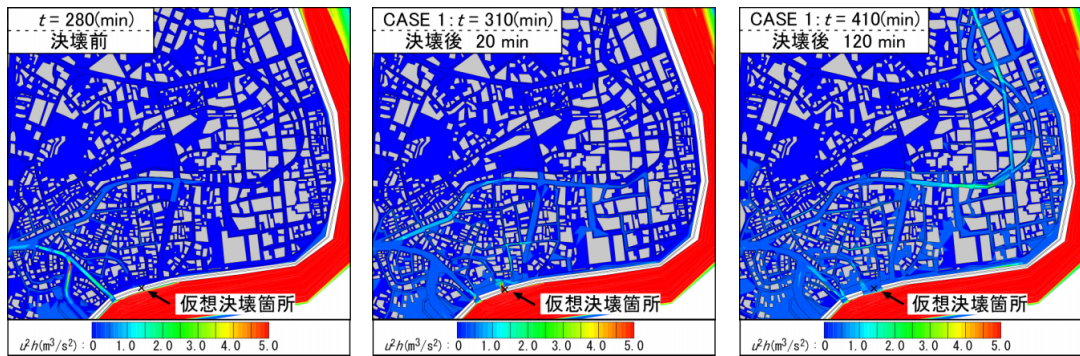 t = 280(min)
決壊前
仮想決壊箇所
u²h(m³/s²) : 0 1.0 2.0 3.0 4.0 5.0
CASE 1: t = 310(min)
決壊後 20 min
仮想決壊箇所
u²h(m³/s²) : 0 1.0 2.0 3.0 4.0 5.0
CASE 1: t = 410(min)
決壊後 120 min
仮想決壊箇所
u²h(m³/s²) : 0 1.0 2.0 3.0 4.0 5.0